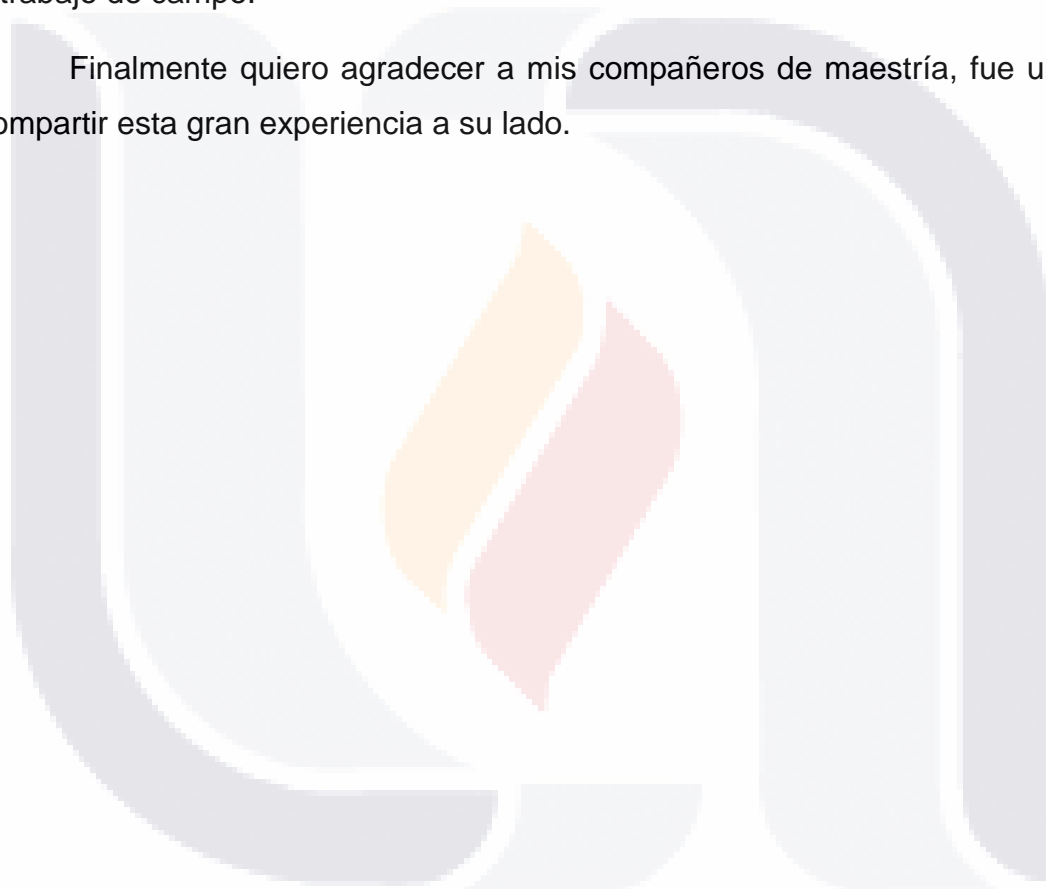 trabajo de campo.
Finalmente quiero agradecer a mis compañeros de maestría, fue u
ompartir esta gran experiencia a su lado.